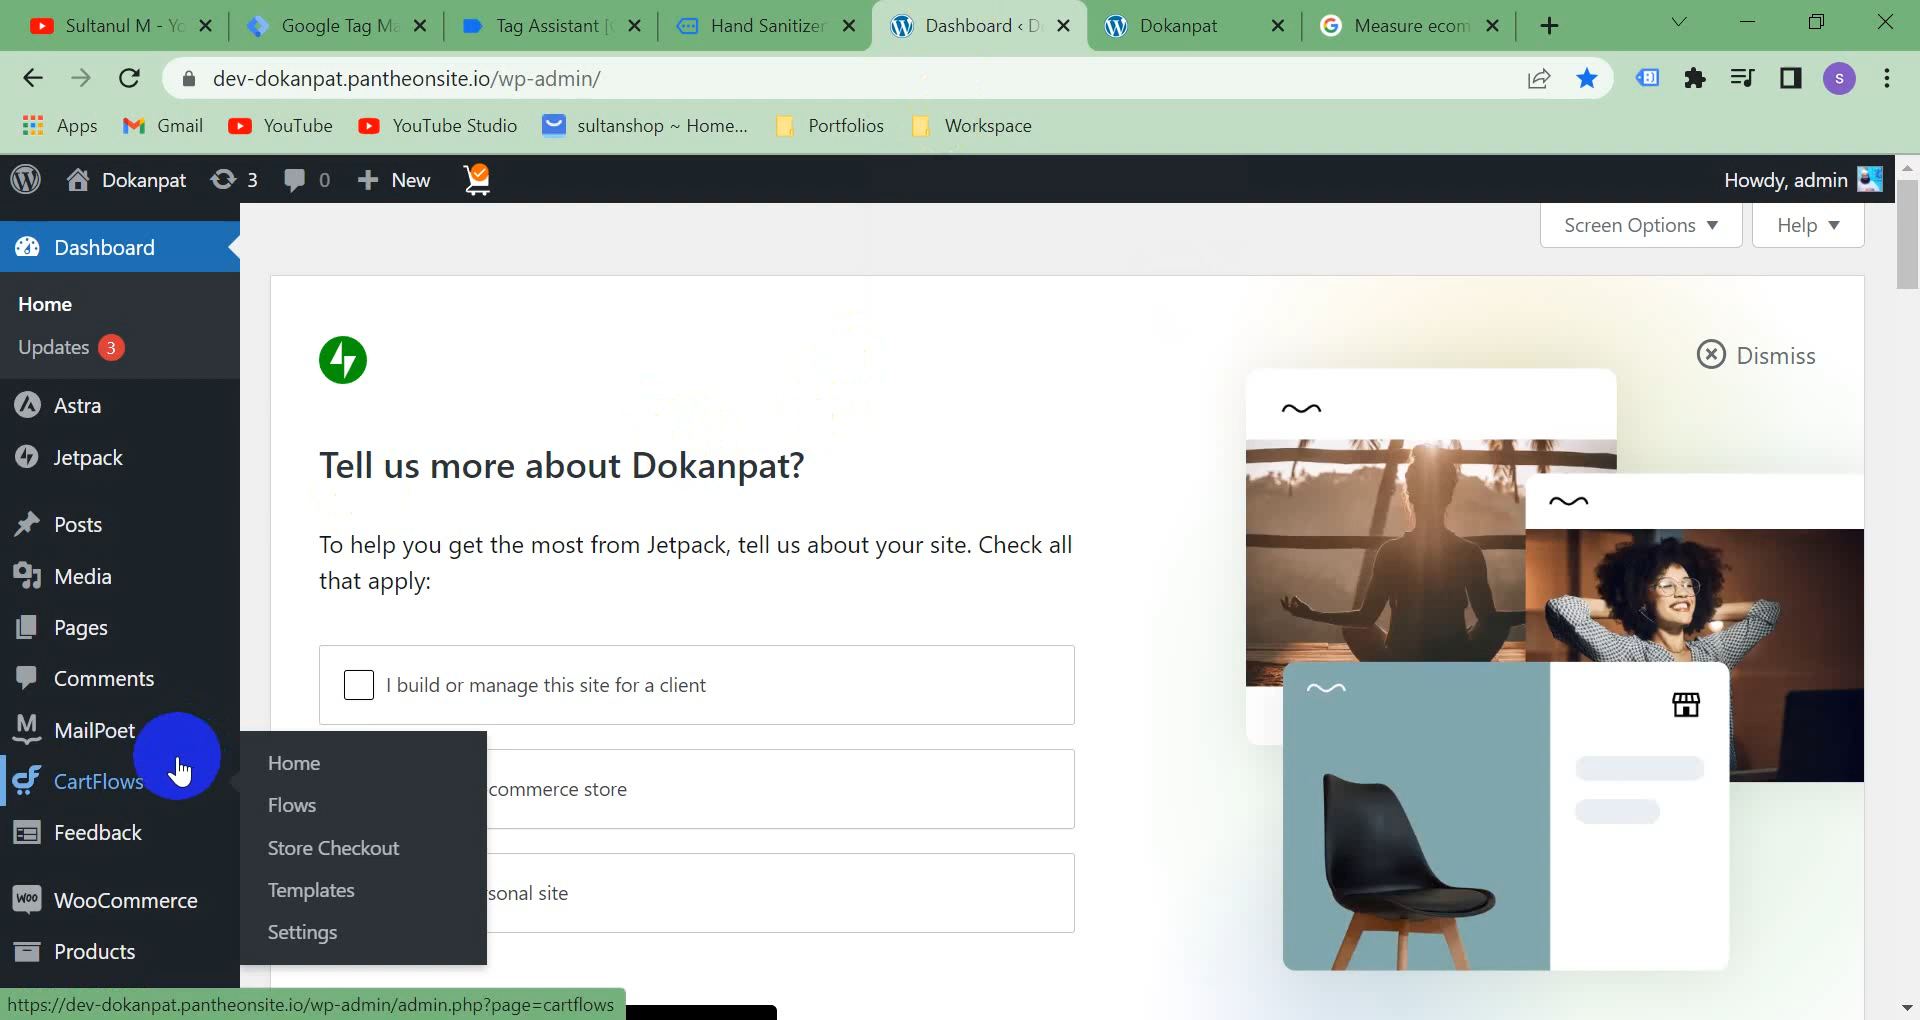 Sultanul M - Yo
Google Tag Ma
Tag Assistant [
Hand Sanitizer
Dashboard ‹ D
Dokanpat
Measure ecom
dev-dokanpat.pantheonsite.io/wp-admin/
s
Apps
Gmail
YouTube
YouTube Studio
sultanshop ~ Home...
Portfolios
Workspace
Dokanpat
3
0
New
Howdy, admin
Screen Options
Help
Dashboard
Home
Updates 3
Astra
Jetpack
Posts
Media
Pages
Comments
MailPoet
CartFlows
Feedback
WOO WooCommerce
Products
Home
Flows
Store Checkout
Templates
Settings
Dismiss
Tell us more about Dokanpat?
To help you get the most from Jetpack, tell us about your site. Check all
that apply:
I build or manage this site for a client
commerce store
sonal site
https://dev-dokanpat.pantheonsite.io/wp-admin/admin.php?page=cartflows